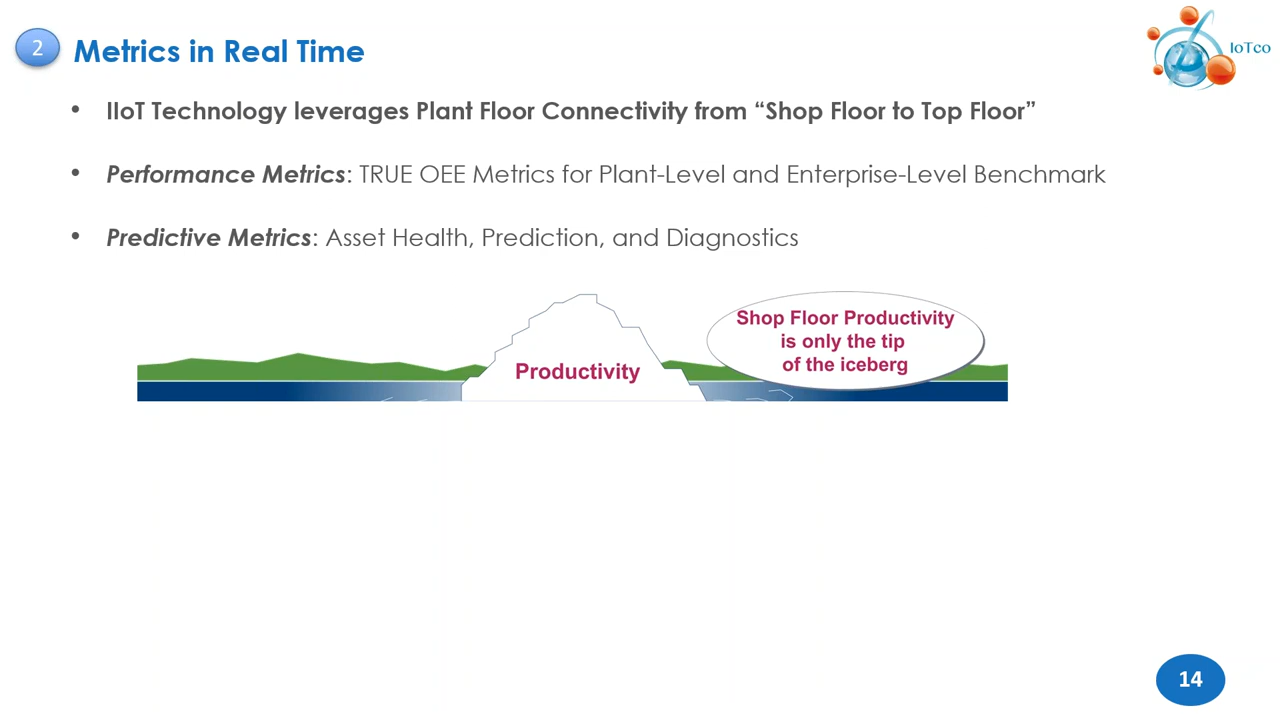 2
Metrics in Real Time
IoTco
• IIoT Technology leverages Plant Floor Connectivity from “Shop Floor to Top Floor”
• Performance Metrics: TRUE OEE Metrics for Plant-Level and Enterprise-Level Benchmark
• Predictive Metrics: Asset Health, Prediction, and Diagnostics
Productivity
Shop Floor Productivity
is only the tip
of the iceberg
14